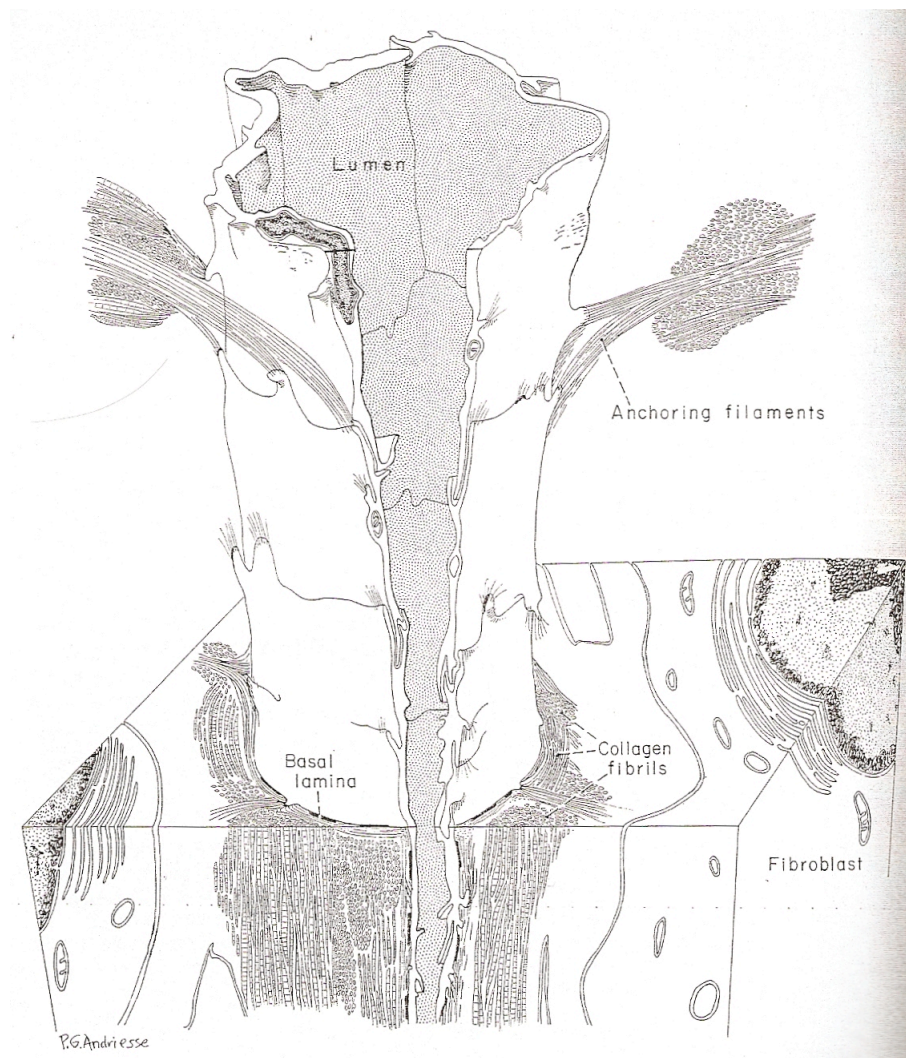 Lumen
Anchoring filaments
Collagen
fibrils
Basal
lamina
Fibroblast
P.G.Andriesse